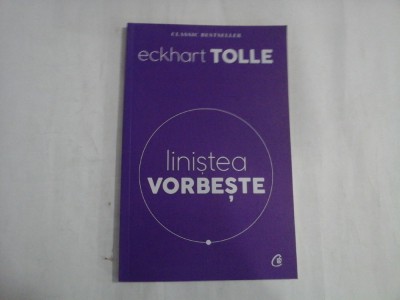 CLASSIC BESTSELLER
eckhart TOLLE
liniștea
VORBEȘTE